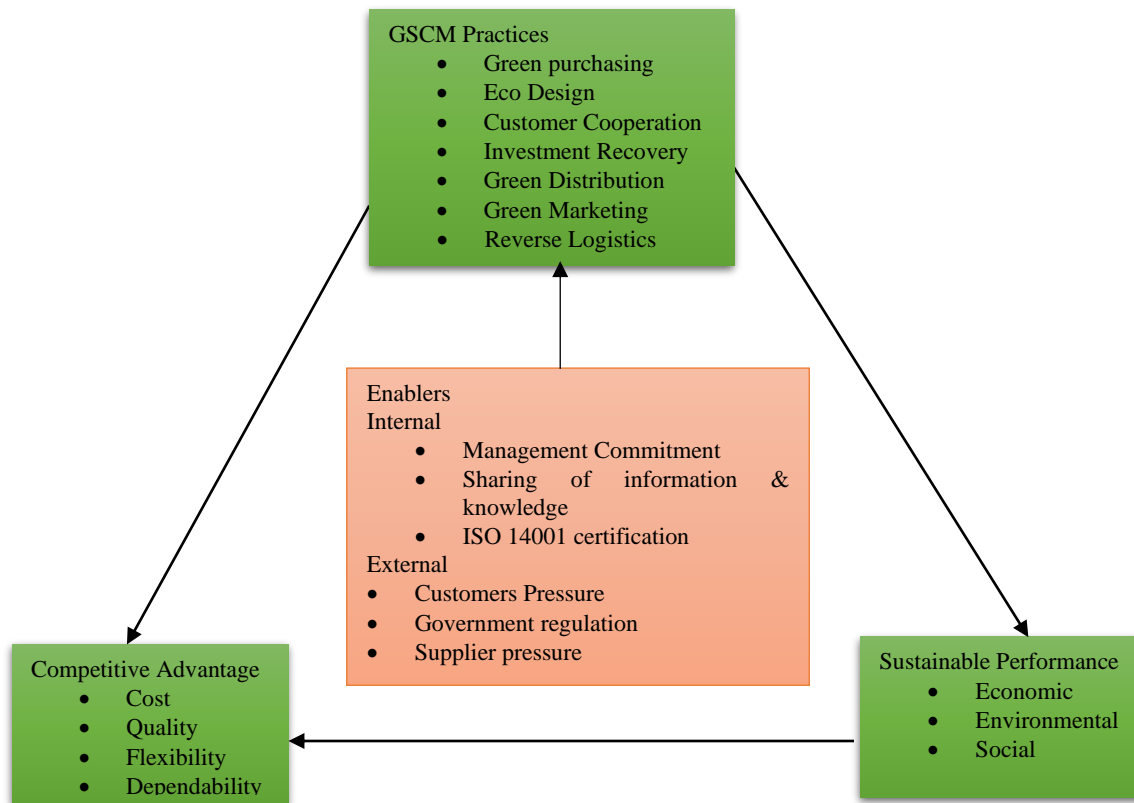 GSCM Practices
• Green purchasing
• Eco Design
• Customer Cooperation
• Investment Recovery
• Green Distribution
• Green Marketing
• Reverse Logistics
Enablers
Internal
• Management Commitment
• Sharing of information &
knowledge
• ISO 14001 certification
External
• Customers Pressure
• Government regulation
• Supplier pressure
Competitive Advantage
• Cost
• Quality
• Flexibility
• Dependability
Sustainable Performance
• Economic
• Environmental
• Social